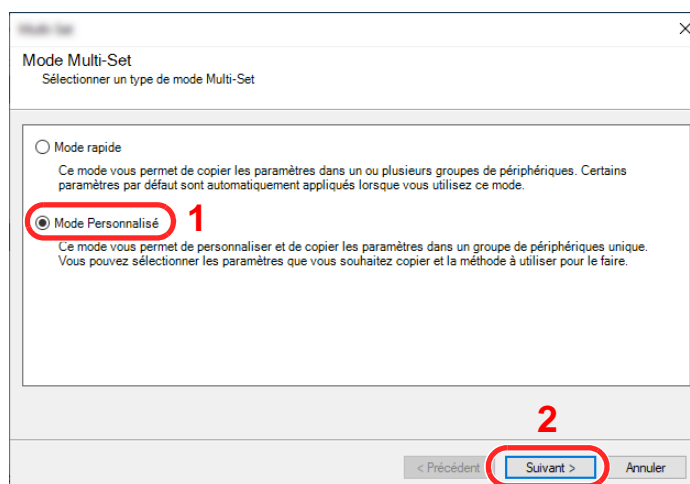 Mode Multi-Set
Sélectionner un type de mode Multi-Set
Mode rapide
Ce mode vous permet de copier les paramètres dans un ou plusieurs groupes de périphériques. Certains
paramètres par défaut sont automatiquement appliqués lorsque vous utilisez ce mode.
Mode Personnalisé
1
Ce mode vous permet de personnaliser et de copier les paramètres dans un groupe de périphériques unique.
Vous pouvez sélectionner les paramètres que vous souhaitez copier et la méthode à utiliser pour le faire.
2
< Précédent Suivant > Annuler